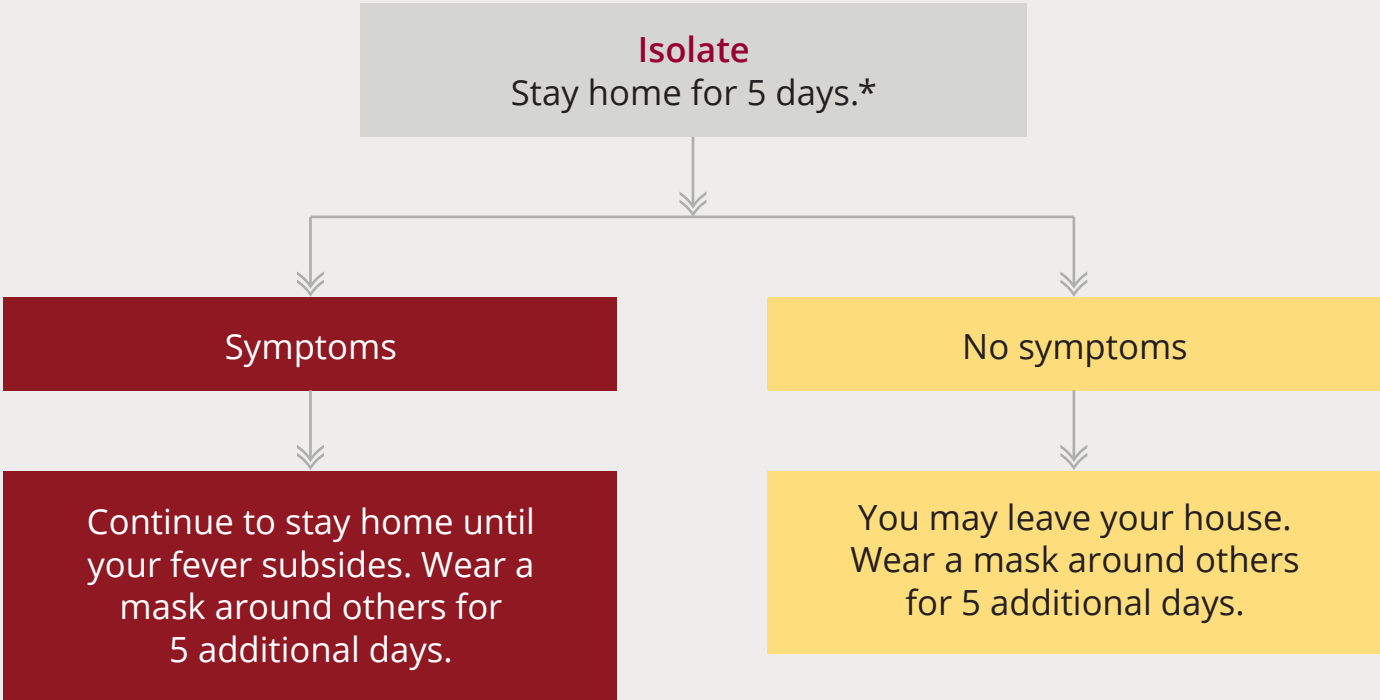 Isolate
Stay home for 5 days.*
Symptoms
No symptoms
Continue to stay home until
your fever subsides. Wear a
mask around others for
5 additional days.
You may leave your house.
Wear a mask around others
for 5 additional days.